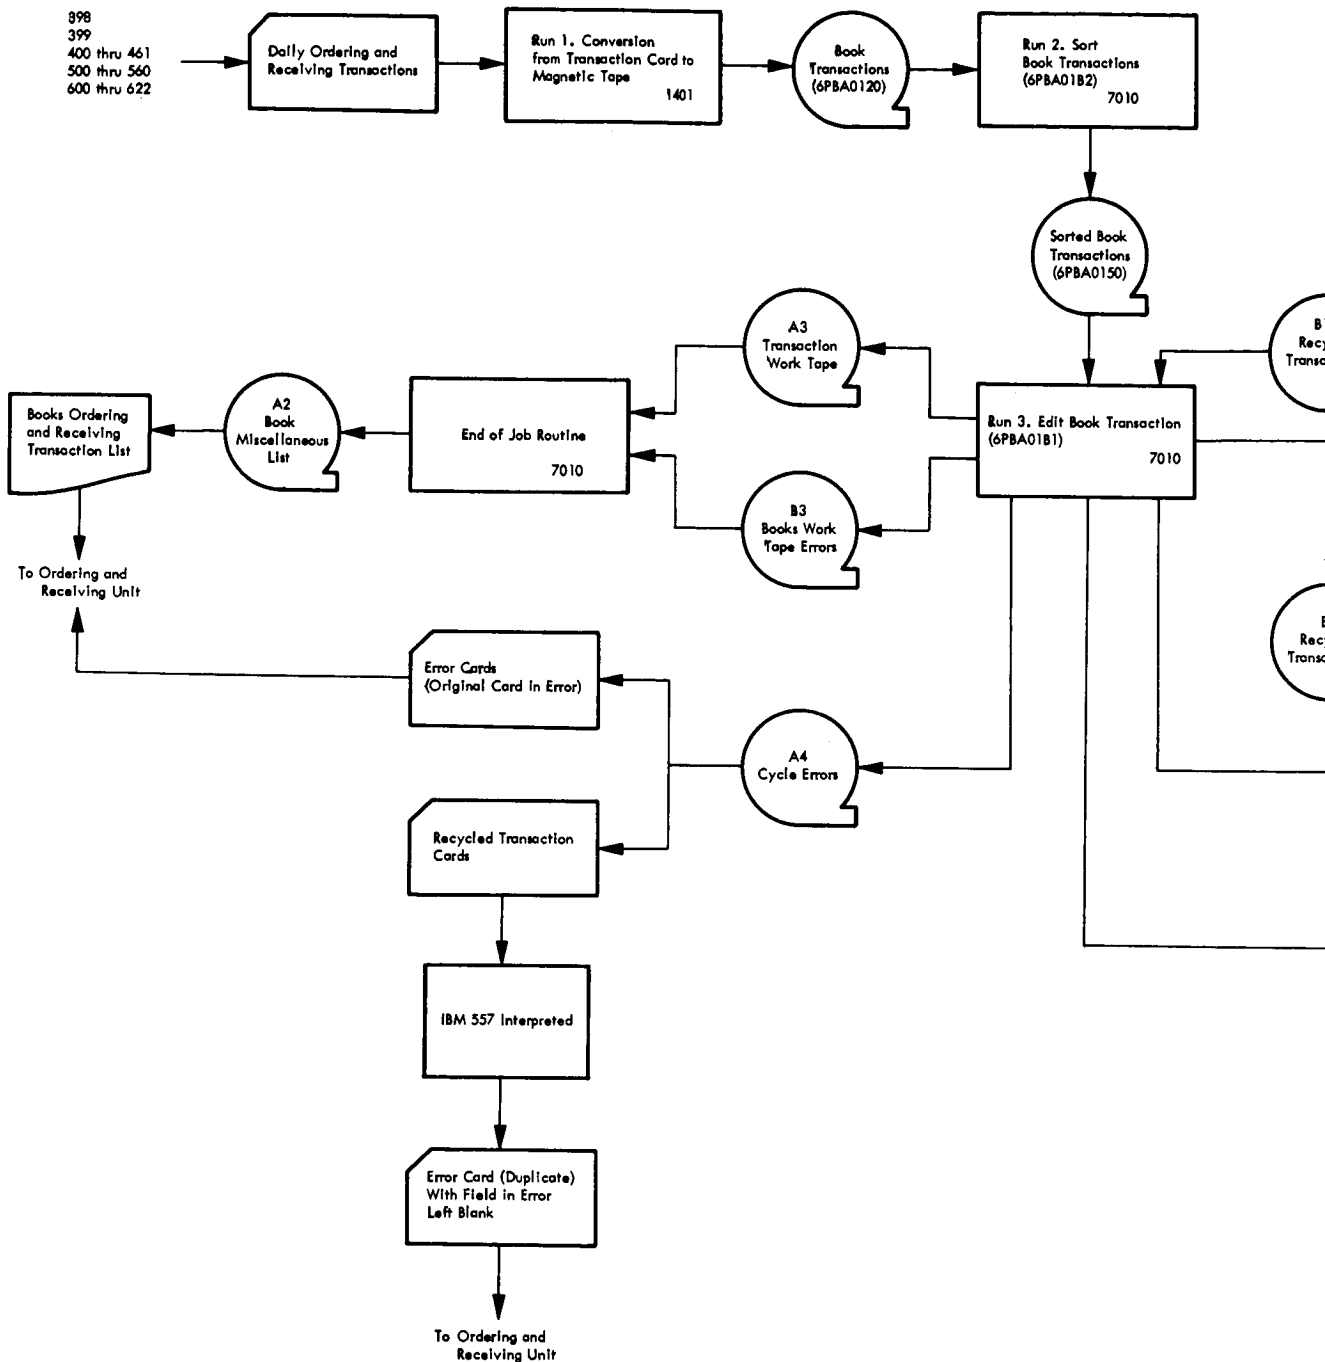 398
399
400 thru 461
500 thru 560
600 thru 622
Daily Ordering and
Receiving Transactions
Run 1. Conversion
from Transaction Card to
Magnetic Tape
1401
Book
Transactions
(6PBA0120)
Run 2. Sort
Book Transactions
(6PBA01B2)
7010
Sorted Book
Transactions
(6PBA0150)
A3
Transaction
Work Tape
Books Ordering
and Receiving
Transaction List
A2
Book
Miscellaneous
List
End of Job Routine
7010
Run 3. Edit Book Transaction
(6PBA01B1)
7010
B3
Books Work
Tape Errors
To Ordering and
Receiving Unit
Error Cards
(Original Card in Error)
A4
Cycle Errors
Recycled Transaction
Cards
IBM 557 Interpreted
Error Card (Duplicate)
With Field in Error
Left Blank
To Ordering and
Receiving Unit